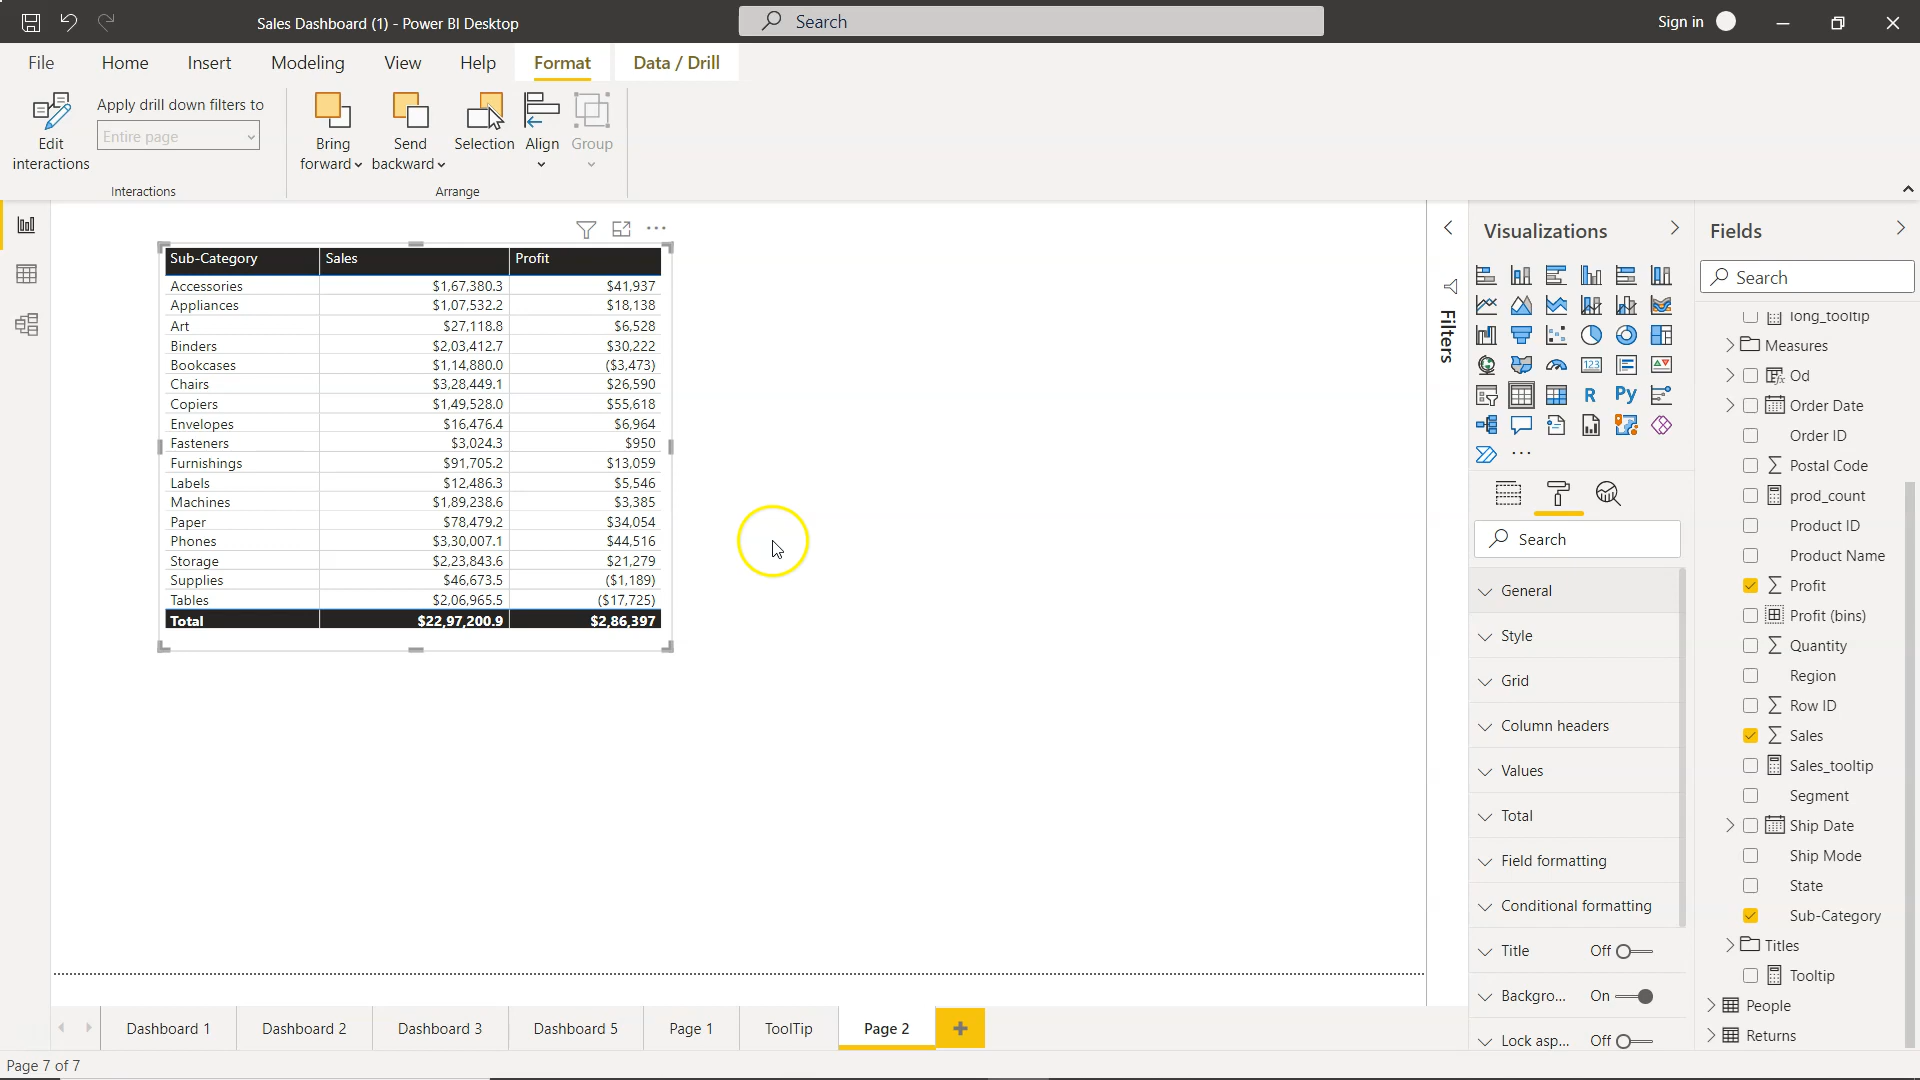 Sales Dashboard (1) - Power BI Desktop
Search
Sign in
File Home Insert Modeling View Help Format Data / Drill
Edit interactions
Apply drill down filters to
Entire page
Interactions
Bring forward
Send backward
Selection
Align
Group
Arrange
Sub-Category Sales Profit
Accessories $1,67,380.3 $41,937
Appliances $1,07,532.2 $18,138
Art $27,118.8 $6,528
Binders $2,03,412.7 $30,222
Bookcases $1,14,880.0 ($3,473)
Chairs $3,28,449.1 $26,590
Copiers $1,49,528.0 $55,618
Envelopes $16,476.4 $6,964
Fasteners $3,024.3 $950
Furnishings $91,705.2 $13,059
Labels $12,486.3 $5,546
Machines $1,89,238.6 $3,385
Paper $78,479.2 $34,054
Phones $3,30,007.1 $44,516
Storage $2,23,843.6 $21,279
Supplies $46,673.5 ($1,189)
Tables $2,06,965.5 ($17,725)
Total $22,97,200.9 $2,86,397
Filters
Visualizations
123
R
Py
Search
General
Style
Grid
Column headers
Values
Total
Field formatting
Conditional formatting
Title Off
Backgro... On
Lock asp... Off
Fields
Search
long_tooltip
Measures
Od
Order Date
Order ID
Postal Code
prod_count
Product ID
Product Name
Profit
Profit (bins)
Quantity
Region
Row ID
Sales
Sales_tooltip
Segment
Ship Date
Ship Mode
State
Sub-Category
Titles
Tooltip
People
Returns
Dashboard 1 Dashboard 2 Dashboard 3 Dashboard 5 Page 1 ToolTip Page 2
Page 7 of 7